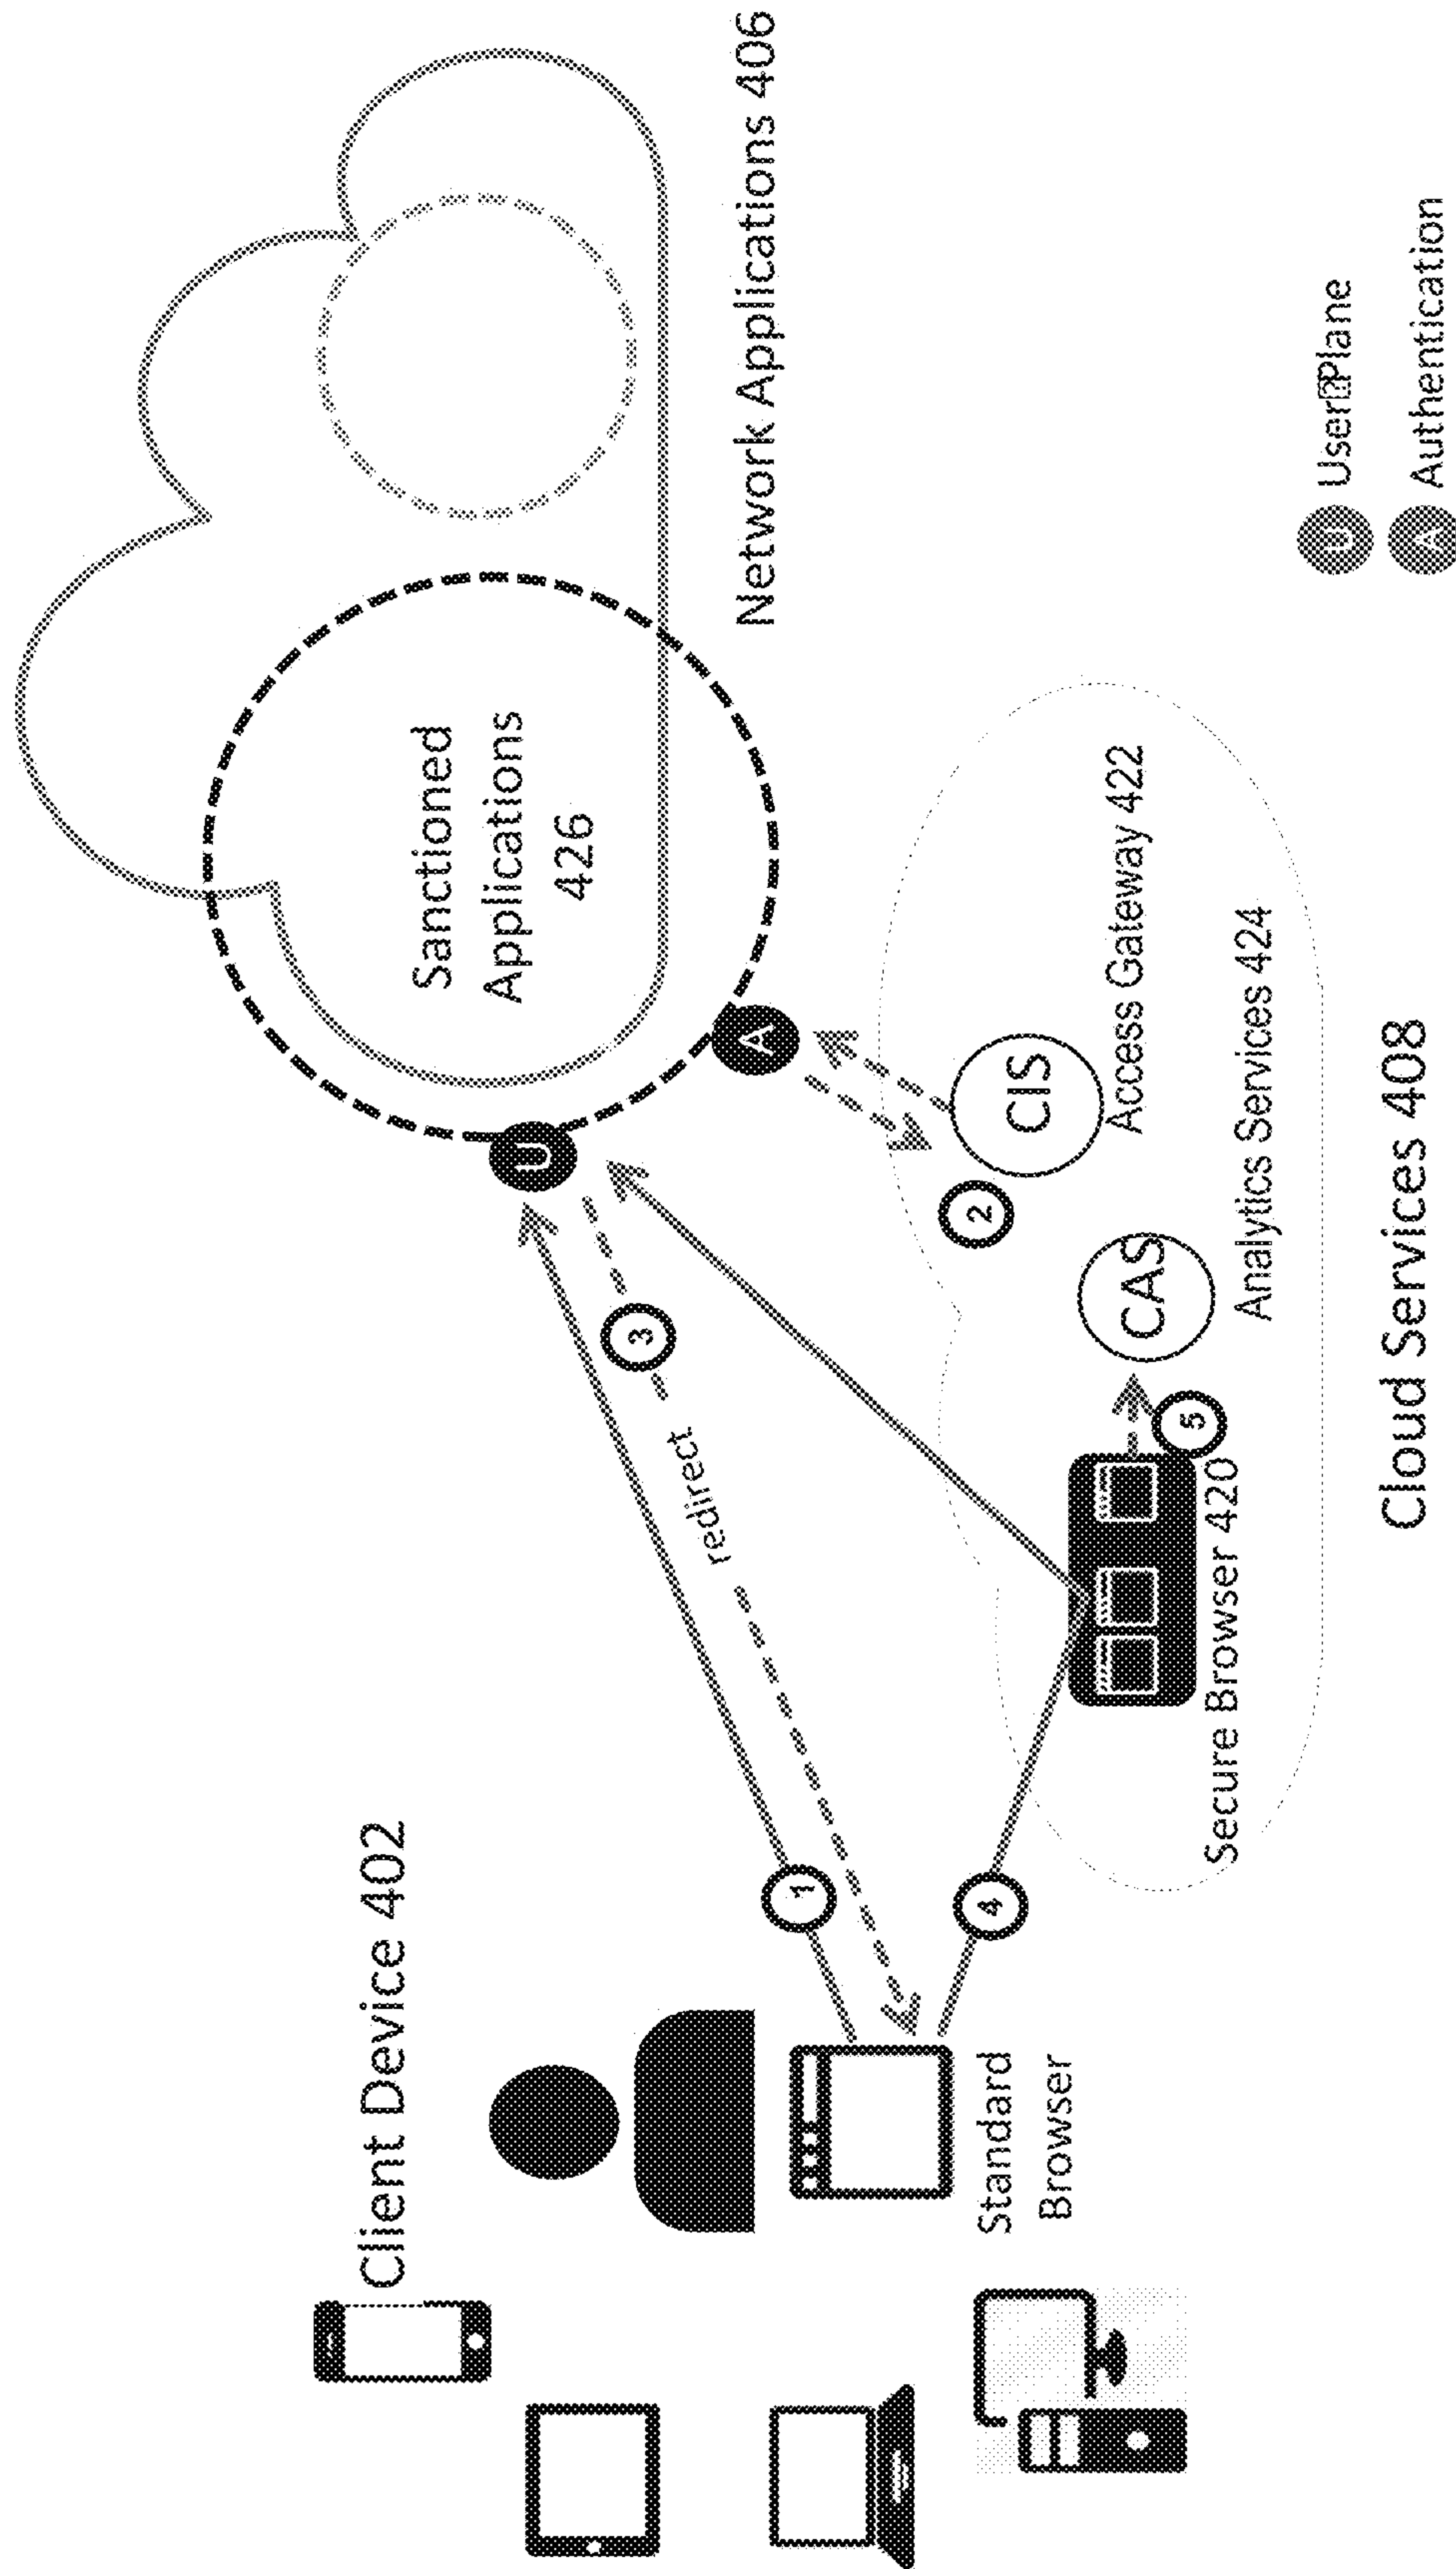 Client Device 402
Standard
Browser
1
3
redirect
4
U
A
Sanctioned
Applications
426
Network Applications 406
2
CIS
Access Gateway 422
CAS
Analytics Services 424
5
Secure Browser 420
Cloud Services 408
U User⍰Plane
A Authentication